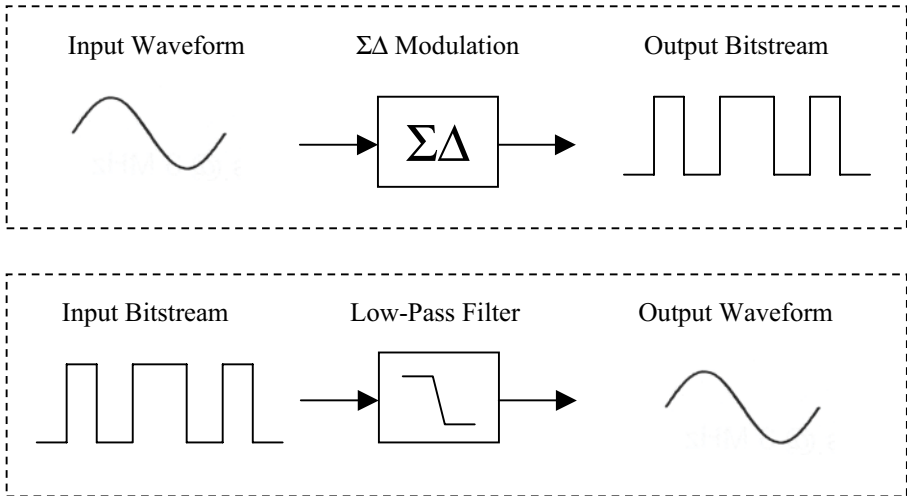 Input Waveform
ΣΔ Modulation
Output Bitstream
ΣΔ
Input Bitstream
Low-Pass Filter
Output Waveform